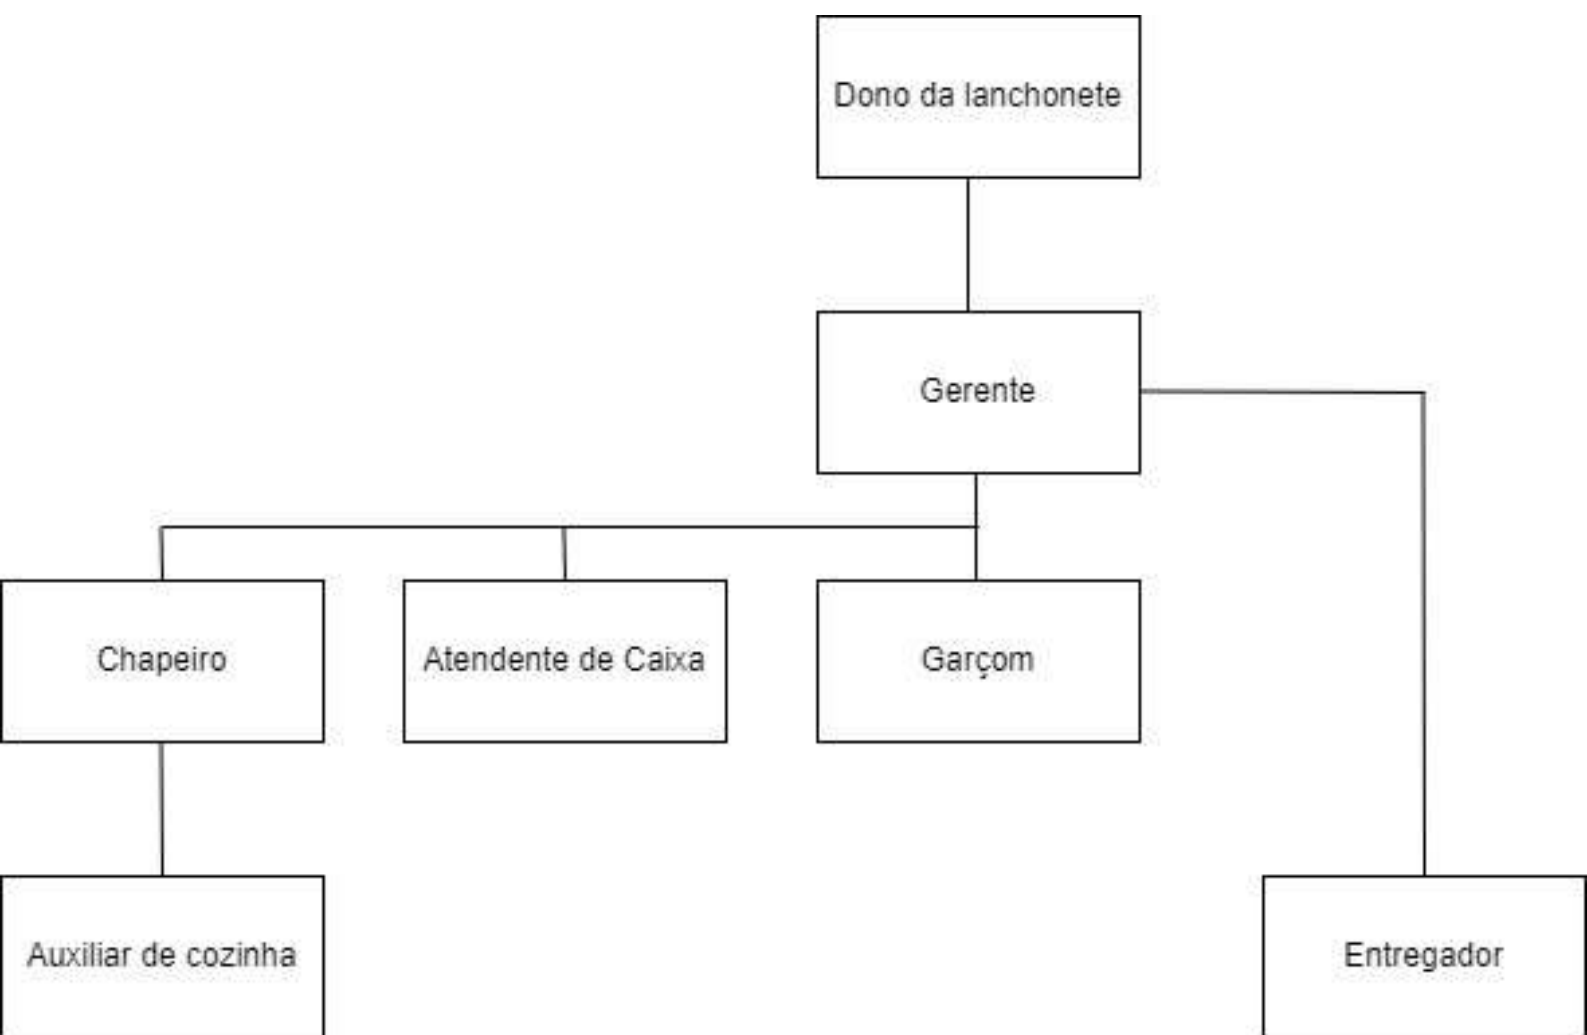 Dono da lanchonete
Gerente
Chapeiro
Atendente de Caixa
Garçom
Auxiliar de cozinha
Entregador